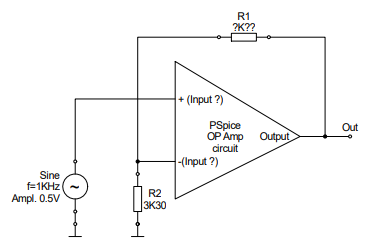 R1
?K??
+ (Input ?)
PSpice
OP Amp
circuit
Output
Out
-(Input ?)
Sine
f=1KHz
Ampl. 0.5V
~
R2
3K30